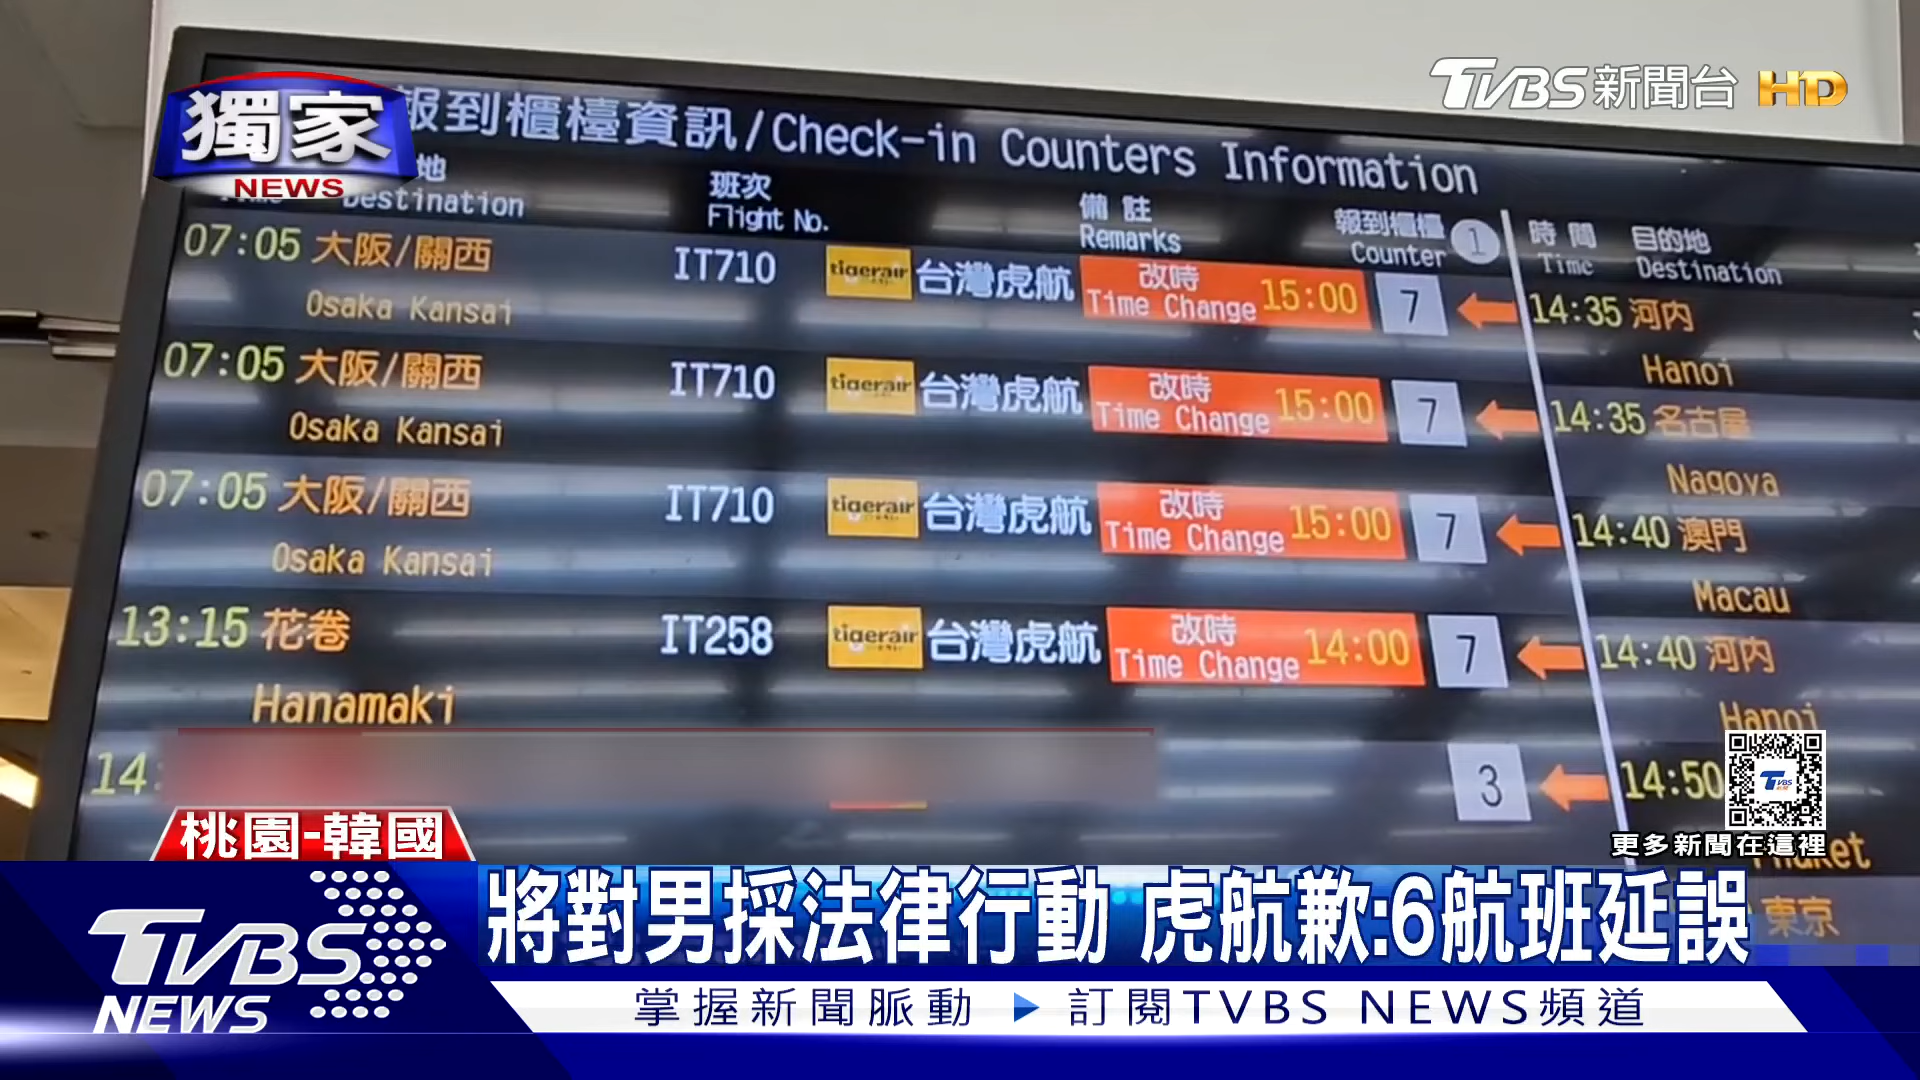 獨家
NEWS
TVBS新聞台 HD
報到櫃檯資訊/Check-in Counters Information
地
Destination
班次
Flight No.
備註
Remarks
報到櫃檯
Counter
1
時間
Time
目的地
Destination
07:05 大阪/關西 IT710 tigerair 台灣虎航 改時 Time Change 15:00 7
Osaka Kansai
07:05 大阪/關西 IT710 tigerair 台灣虎航 改時 Time Change 15:00 7
Osaka Kansai
07:05 大阪/關西 IT710 tigerair 台灣虎航 改時 Time Change 15:00 7
Osaka Kansai
13:15 花卷 IT258 tigerair 台灣虎航 改時 Time Change 14:00 7
Hanamaki
14: 3
14:35 河內
Hanoi
14:35 名古屋
Nagoya
14:40 澳門
Macau
14:40 河內
Hanoi
14:50
東京
TVBS
新聞
更多新聞在這裡
桃園-韓國
將對男採法律行動 虎航歉:6航班延誤
TVBS
NEWS
掌握新聞脈動 ▶ 訂閱TVBS NEWS頻道